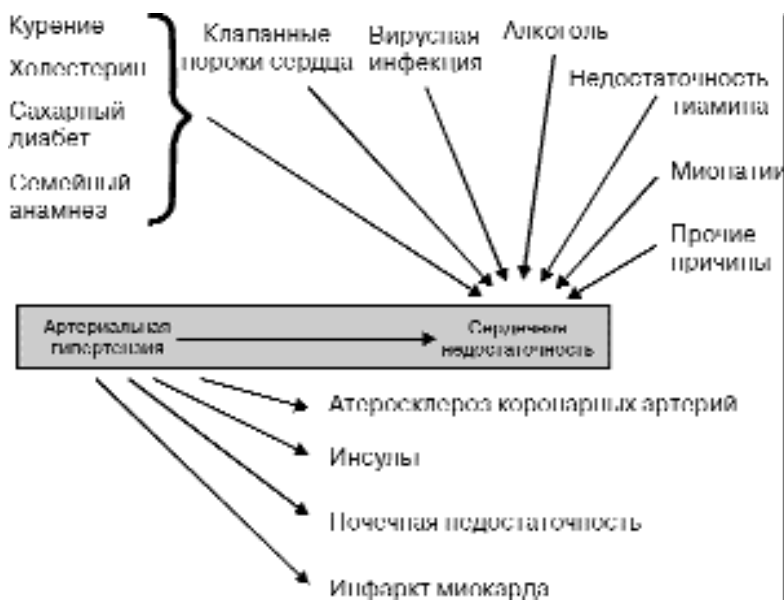 Курение
Холестерин
Сахарный
диабет
Семейный
анамнез
Клапанные
пороки сердца
Вирусная
инфекция
Алкоголь
Недостаточность
тиамина
Миопатии
Прочие
причины
Артериальная
гипертензия
Сердечная
недостаточность
Атеросклероз коронарных артерий
Инсульт
Почечная недостаточность
Инфаркт миокарда